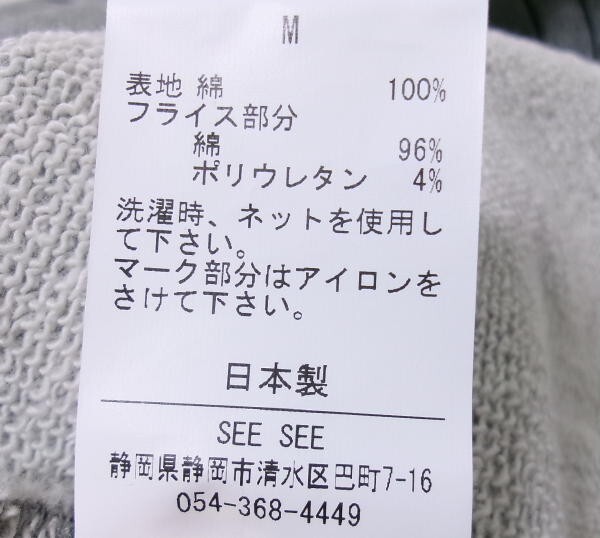 M
表地 綿 100%
フライス部分
綿 96%
ポリウレタン 4%
洗濯時、ネットを使用し
て下さい。
マーク部分はアイロンを
さけて下さい。
日本製
SEE SEE
静岡県静岡市清水区巴町7-16
054-368-4449